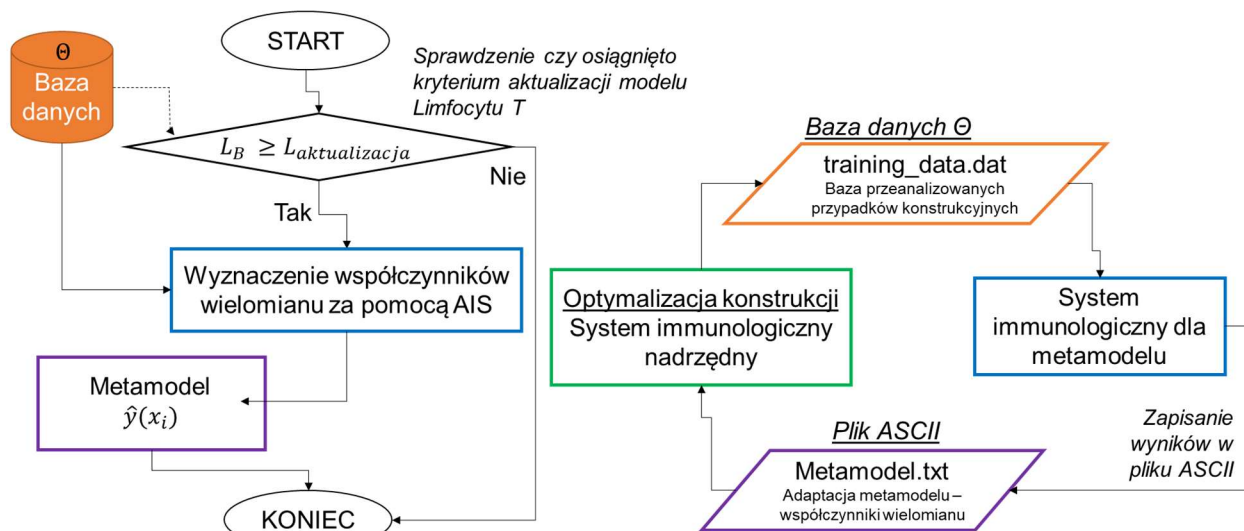 START
Θ
Baza
danych
Sprawdzenie czy osiągnięto
kryterium aktualizacji modelu
Limfocytu T
L_B ≥ L_aktualizacja
Nie
Tak
Wyznaczenie współczynników
wielomianu za pomocą AIS
Metamodel
ŷ(x_i)
KONIEC
Baza danych Θ
training_data.dat
Baza przeanalizowanych
przypadków konstrukcyjnych
Optymalizacja konstrukcji
System immunologiczny
nadrzędny
System
immunologiczny dla
metamodelu
Zapisanie
wyników w
pliku ASCII
Plik ASCII
Metamodel.txt
Adaptacja metamodelu –
współczynniki wielomianu